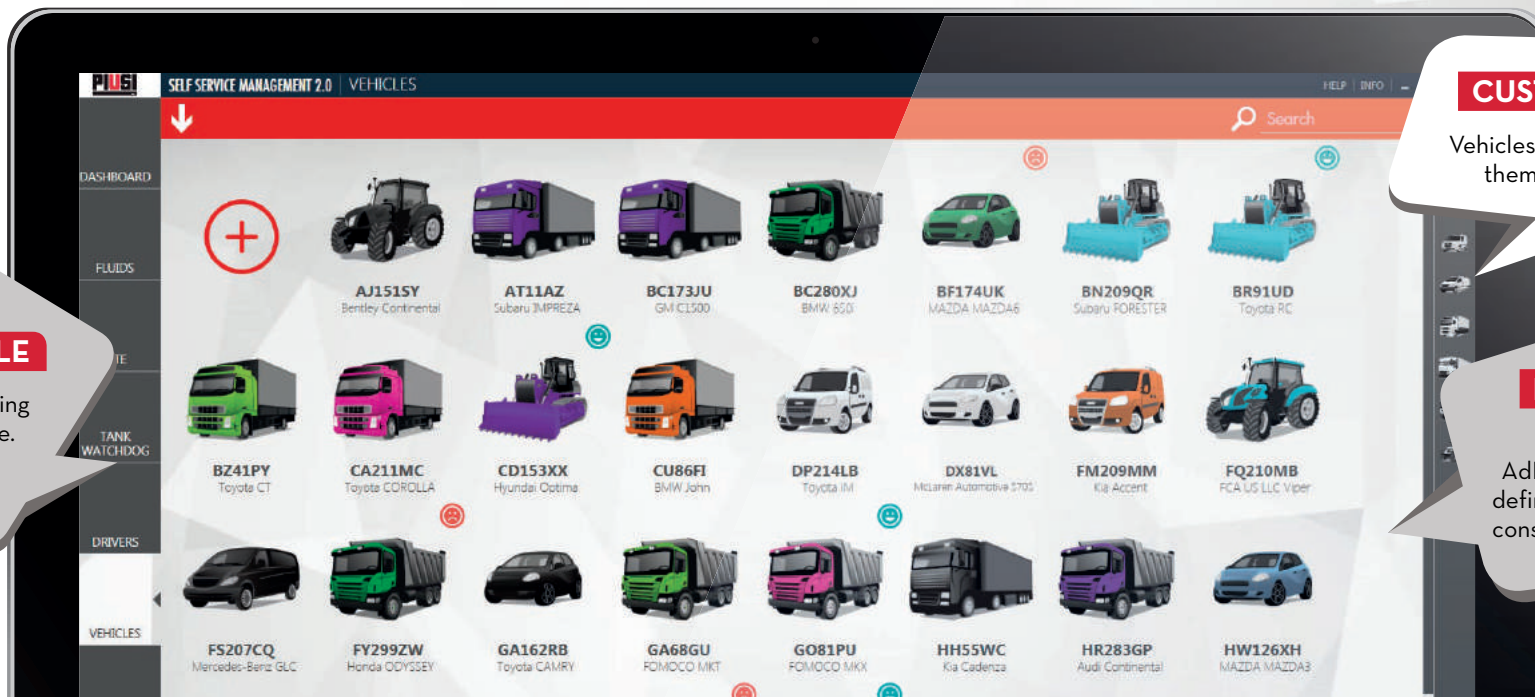 PIUSI
SELF SERVICE MANAGEMENT 2.0 | VEHICLES
HELP | INFO |
Search
DASHBOARD
FLUIDS
TE
TANK
WATCHDOG
DRIVERS
VEHICLES
AJ151SY
Bentley Continental
AT11AZ
Subaru IMPREZA
BC173JU
GM C1500
BC280XJ
BMW 650i
BF174UK
MAZDA MAZDA6
BN209QR
Subaru FORESTER
BR91UD
Toyota RC
BZ41PY
Toyota CT
CA211MC
Toyota COROLLA
CD153XX
Hyundai Optima
CU86FI
BMW John
DP214LB
Toyota IM
DX81VL
McLaren Automotive 570S
FM209MM
Kia Accent
FQ210MB
FCA US LLC Viper
FS207CQ
Mercedes-Benz GLC
FY299ZW
Honda ODYSSEY
GA162RB
Toyota CAMRY
GA68GU
FOMOCO MKT
GO81PU
FOMOCO MKX
HH55WC
Kia Cadenza
HR283GP
Audi Continental
HW126XH
MAZDA MAZDA3
LE
ing
e.
CUST
Vehicles
them
Adl
defin
cons